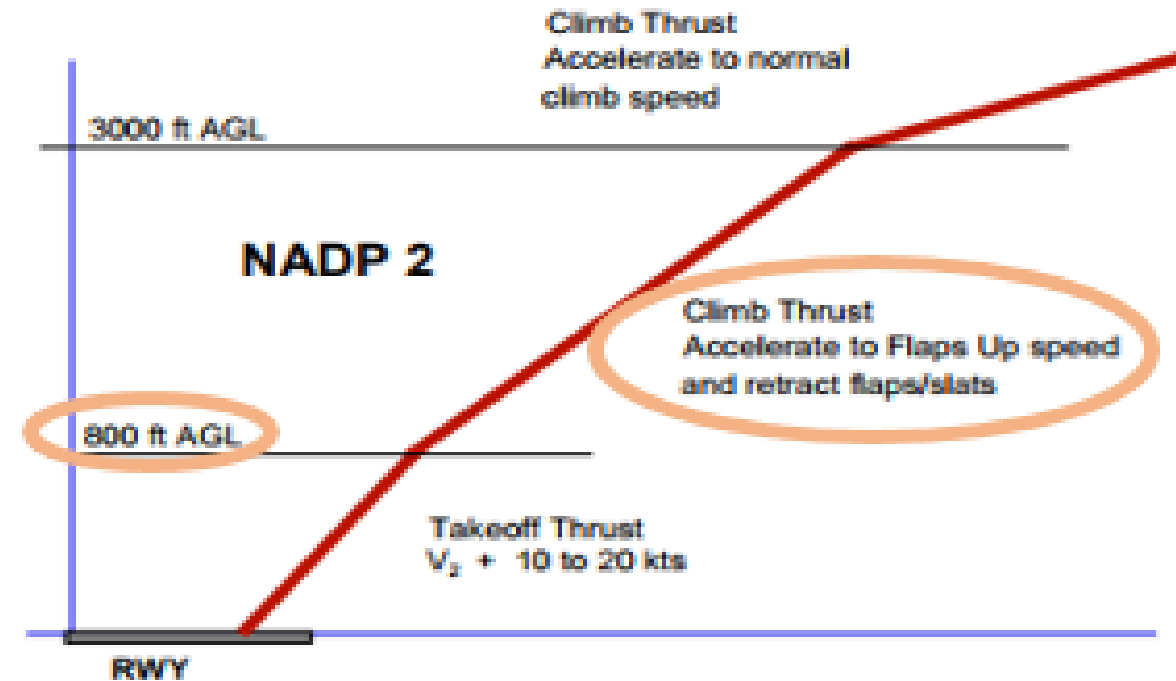 Climb Thrust
Accelerate to normal
climb speed
3000 ft AGL
NADP 2
Climb Thrust
Accelerate to Flaps Up speed
and retract flaps/slats
800 ft AGL
Takeoff Thrust
V₂ + 10 to 20 kts
RWY